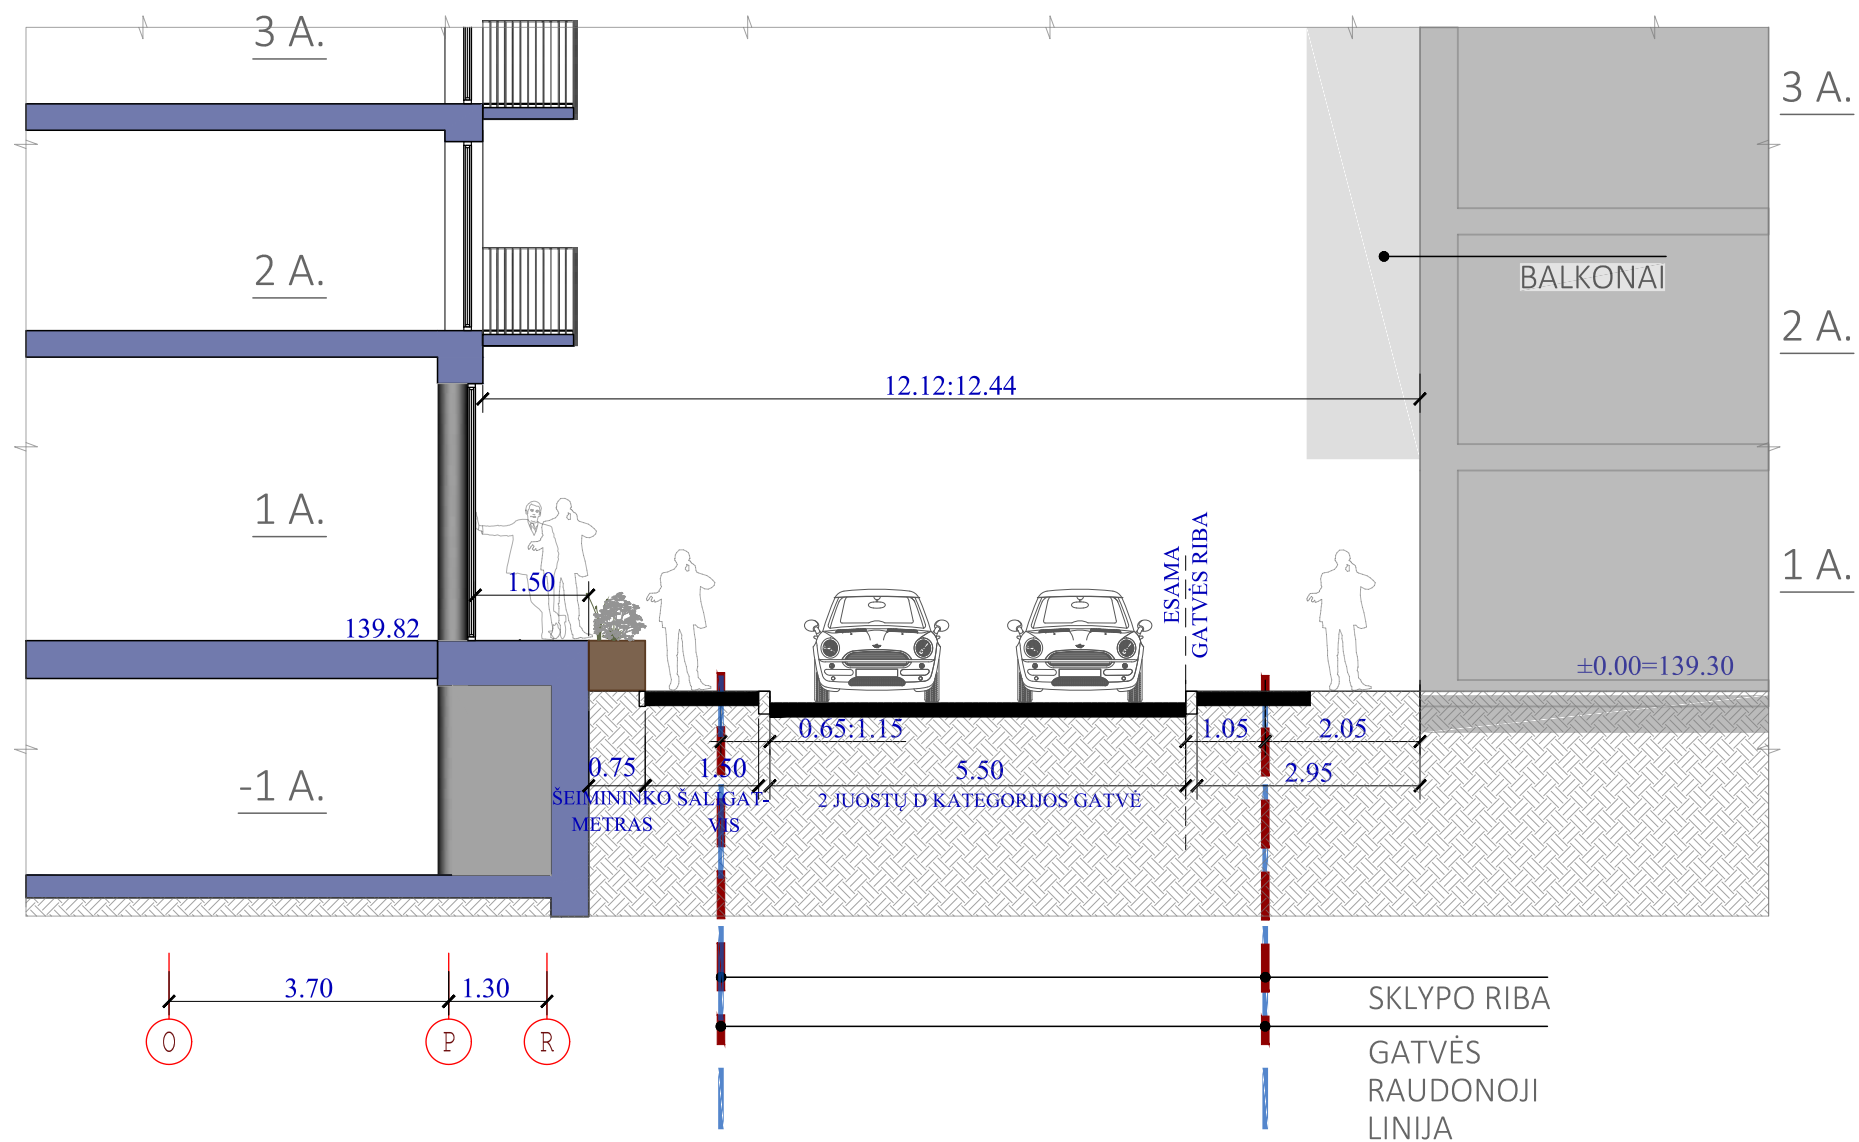 3 A.
3 A.
2 A.
BALKONAI
2 A.
12.12:12.44
1 A.
ESAMA
GATVĖS RIBA
1 A.
1.50
139.82
±0.00=139.30
0.65:1.15
1.05
2.05
0.75
1.50
5.50
2.95
-1 A.
ŠEIMININKO
METRAS
ŠALIGAT-
VIS
2 JUOSTŲ D KATEGORIJOS GATVĖ
3.70
1.30
SKLYPO RIBA
O
P
R
GATVĖS
RAUDONOJI
LINIJA